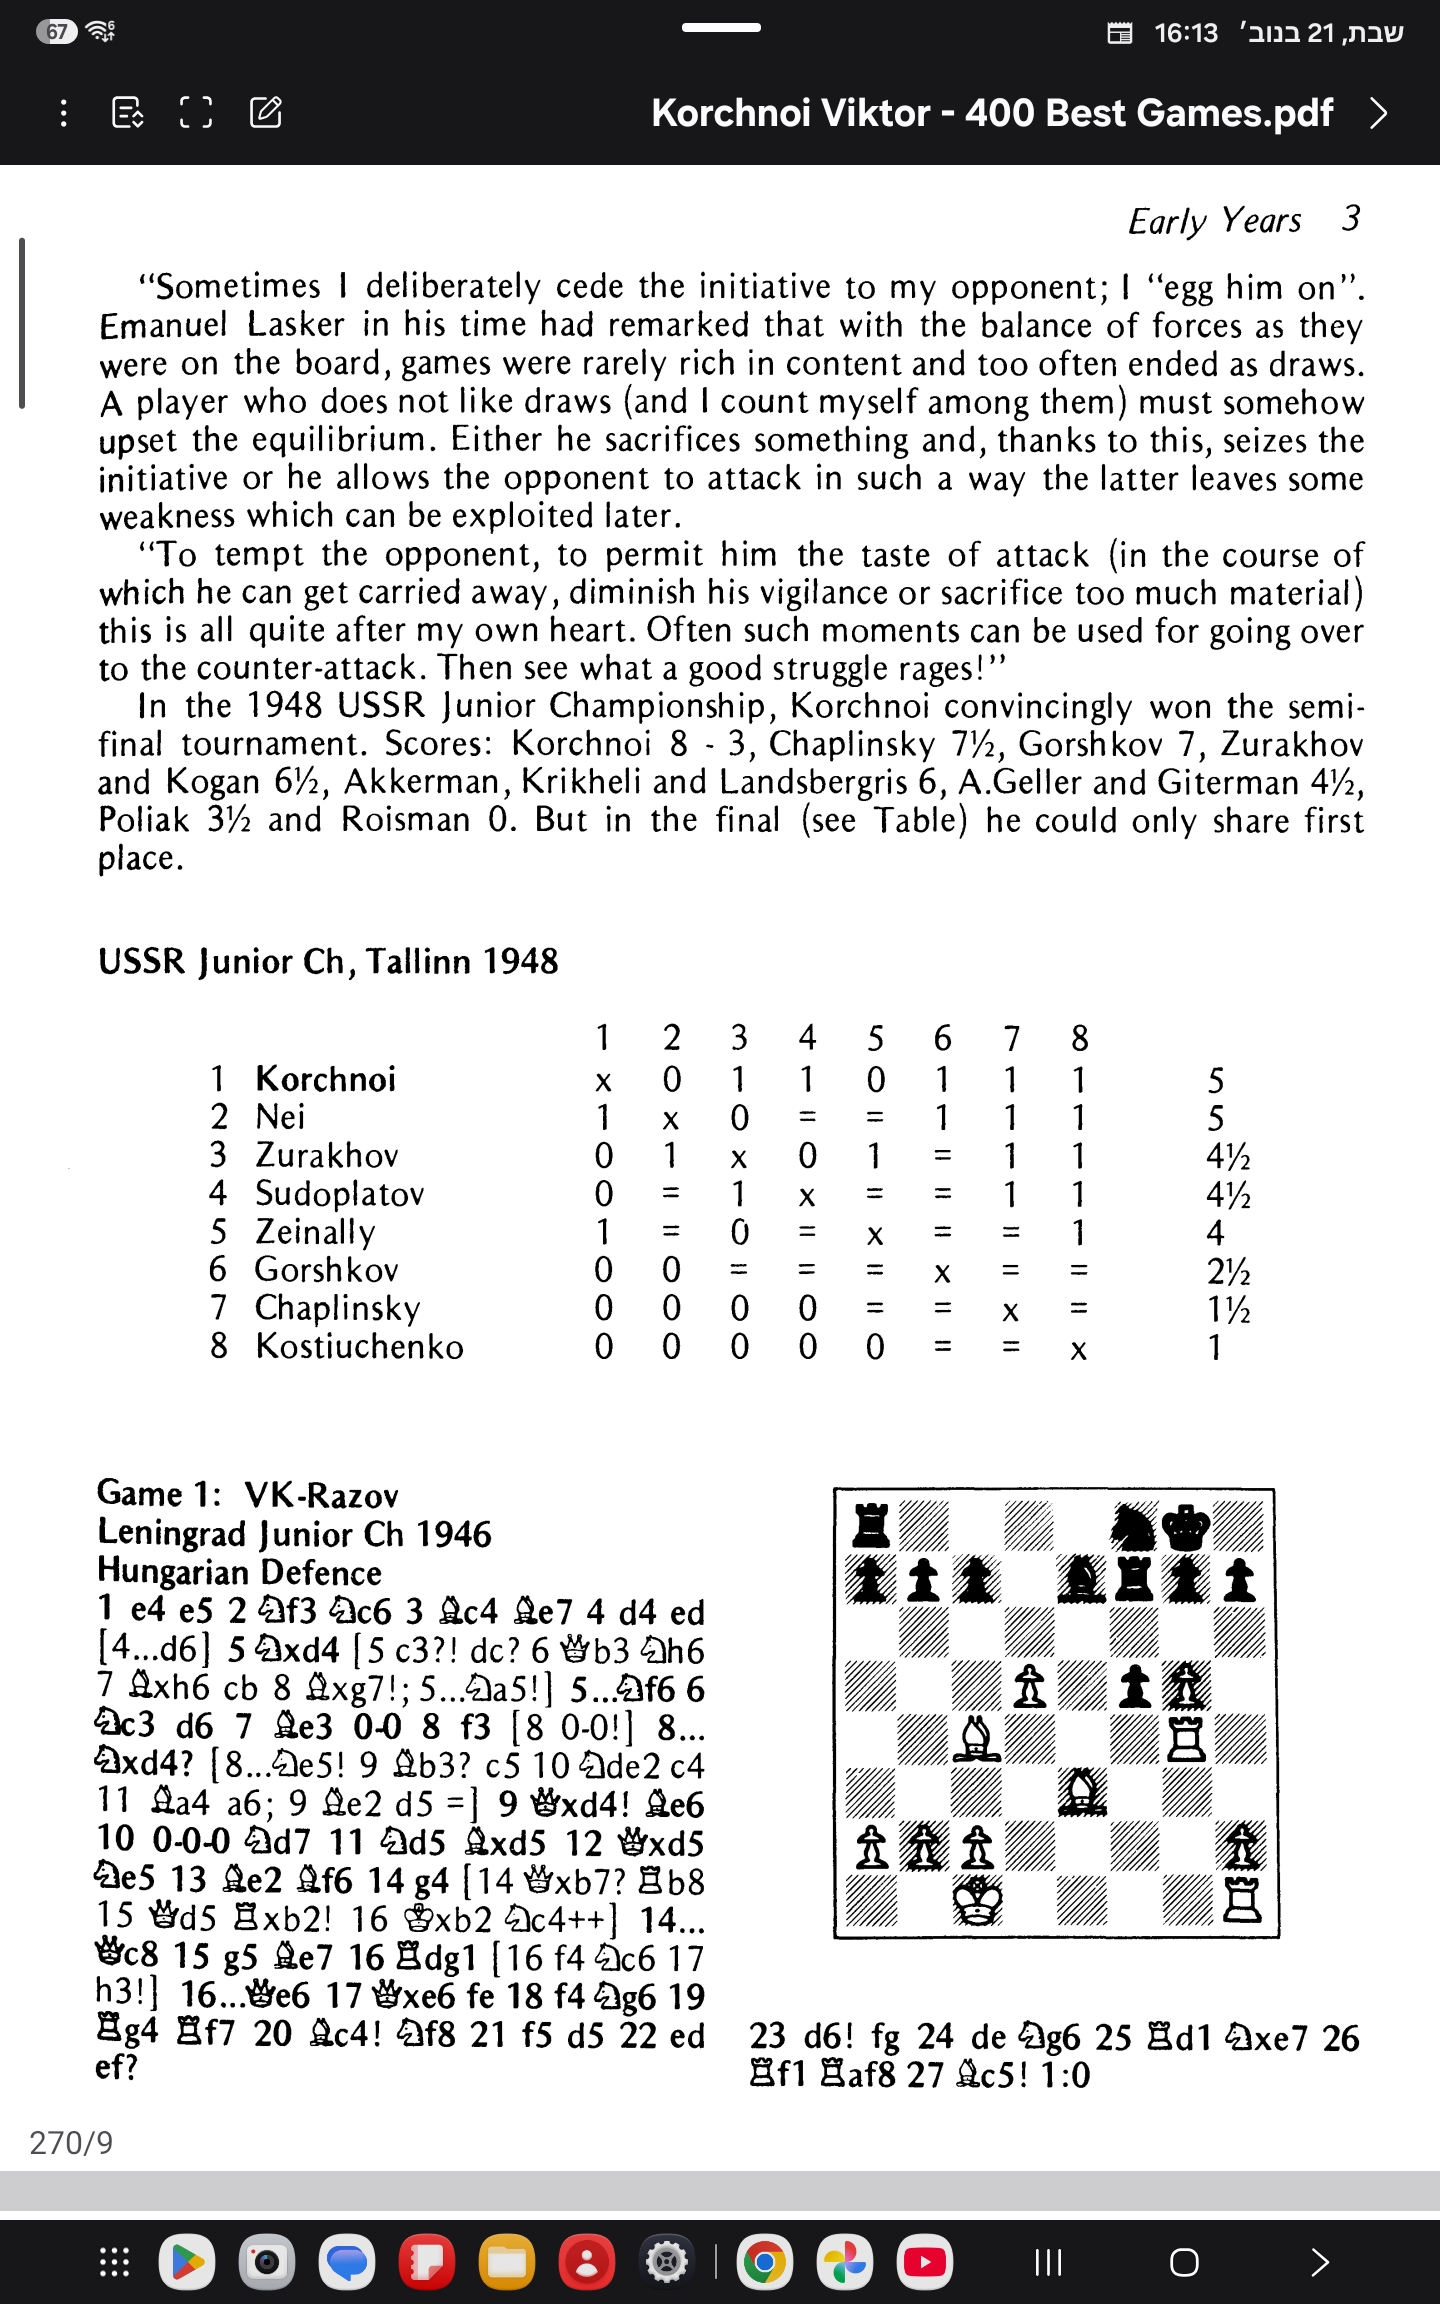 67
6
16:13 שבת, 21 בנוב׳
Korchnoi Viktor - 400 Best Games.pdf
Early Years 3
“Sometimes I deliberately cede the initiative to my opponent; I “egg him on”.
Emanuel Lasker in his time had remarked that with the balance of forces as they
were on the board, games were rarely rich in content and too often ended as draws.
A player who does not like draws (and I count myself among them) must somehow
upset the equilibrium. Either he sacrifices something and, thanks to this, seizes the
initiative or he allows the opponent to attack in such a way the latter leaves some
weakness which can be exploited later.
“To tempt the opponent, to permit him the taste of attack (in the course of
which he can get carried away, diminish his vigilance or sacrifice too much material)
this is all quite after my own heart. Often such moments can be used for going over
to the counter-attack. Then see what a good struggle rages!”
In the 1948 USSR Junior Championship, Korchnoi convincingly won the semi-
final tournament. Scores: Korchnoi 8 - 3, Chaplinsky 7½, Gorshkov 7, Zurakhov
and Kogan 6½, Akkerman, Krikheli and Landsbergris 6, A.Geller and Giterman 4½,
Poliak 3½ and Roisman 0. But in the final (see Table) he could only share first
place.
USSR Junior Ch, Tallinn 1948
1 2 3 4 5 6 7 8
1 Korchnoi x 0 1 1 0 1 1 1 5
2 Nei 1 x 0 = = 1 1 1 5
3 Zurakhov 0 1 x 0 1 = 1 1 4½
4 Sudoplatov 0 = 1 x = = 1 1 4½
5 Zeinally 1 = 0 = x = = 1 4
6 Gorshkov 0 0 = = = x = = 2½
7 Chaplinsky 0 0 0 0 = = x = 1½
8 Kostiuchenko 0 0 0 0 0 = = x 1
Game 1: VK-Razov
Leningrad Junior Ch 1946
Hungarian Defence
1 e4 e5 2 ♘f3 ♘c6 3 ♗c4 ♗e7 4 d4 ed
[4...d6] 5 ♘xd4 [5 c3?! dc? 6 ♕b3 ♘h6
7 ♗xh6 cb 8 ♗xg7!; 5...♘a5!] 5...♘f6 6
♘c3 d6 7 ♗e3 0-0 8 f3 [8 0-0!] 8...
♘xd4? [8...♘e5! 9 ♗b3? c5 10 ♘de2 c4
11 ♗a4 a6; 9 ♗e2 d5 =] 9 ♕xd4! ♗e6
10 0-0-0 ♘d7 11 ♘d5 ♗xd5 12 ♕xd5
♘e5 13 ♗e2 ♗f6 14 g4 [14 ♕xb7? ♖b8
15 ♕d5 ♖xb2! 16 ♔xb2 ♘c4++] 14...
♕c8 15 g5 ♗e7 16 ♖dg1 [16 f4 ♘c6 17
h3!] 16...♕e6 17 ♕xe6 fe 18 f4 ♘g6 19
♖g4 ♖f7 20 ♗c4! ♘f8 21 f5 d5 22 ed
ef?
23 d6! fg 24 de ♘g6 25 ♖d1 ♘xe7 26
♖f1 ♖af8 27 ♗c5! 1:0
270/9